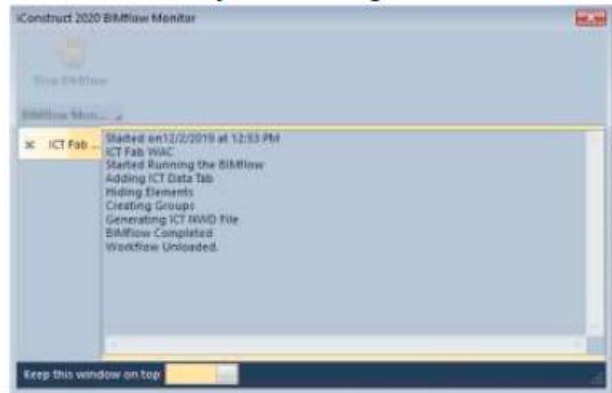 iConstruct 2020 BIMflow Monitor
Stop BIMflow
BIMflow Mon...
ICT Fab ...
Started on12/2/2019 at 12:53 PM
ICT Fab WAC
Started Running the BIMflow
Adding ICT Data Tab
Hiding Elements
Creating Groups
Generating ICT NWD File
BIMflow Completed
Workflow Unloaded.
Keep this window on top